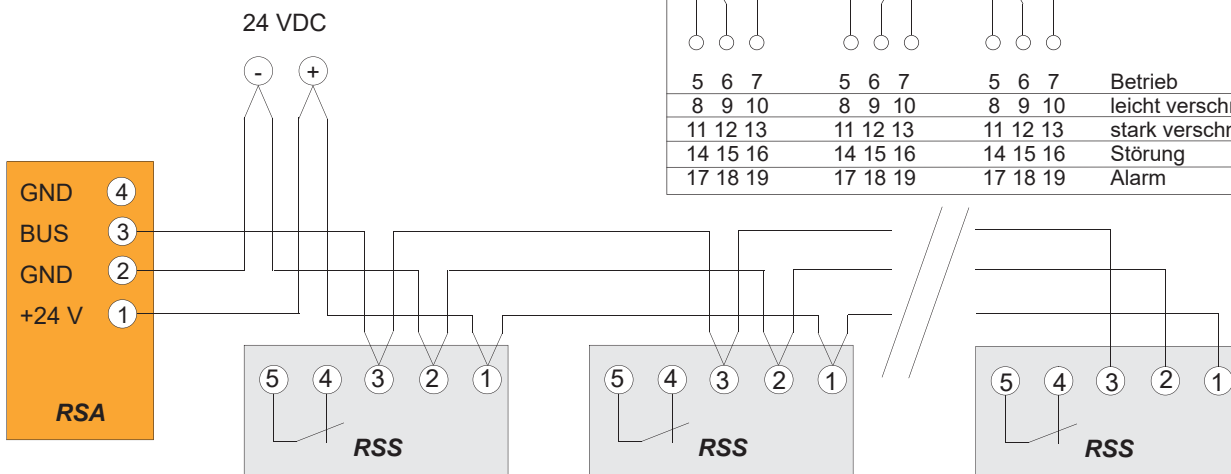 24 VDC
- +
5 6 7 5 6 7 5 6 7 Betrieb
8 9 10 8 9 10 8 9 10 leicht
11 12 13 11 12 13 11 12 13 stark
14 15 16 14 15 16 14 15 16 Störung
17 18 19 17 18 19 17 18 19 Alarm
GND 4
BUS 3
GND 2
+24 V 1
RSA
5 4 3 2 1
RSS
5 4 3 2 1
RSS
5 4 3 2 1
RSS